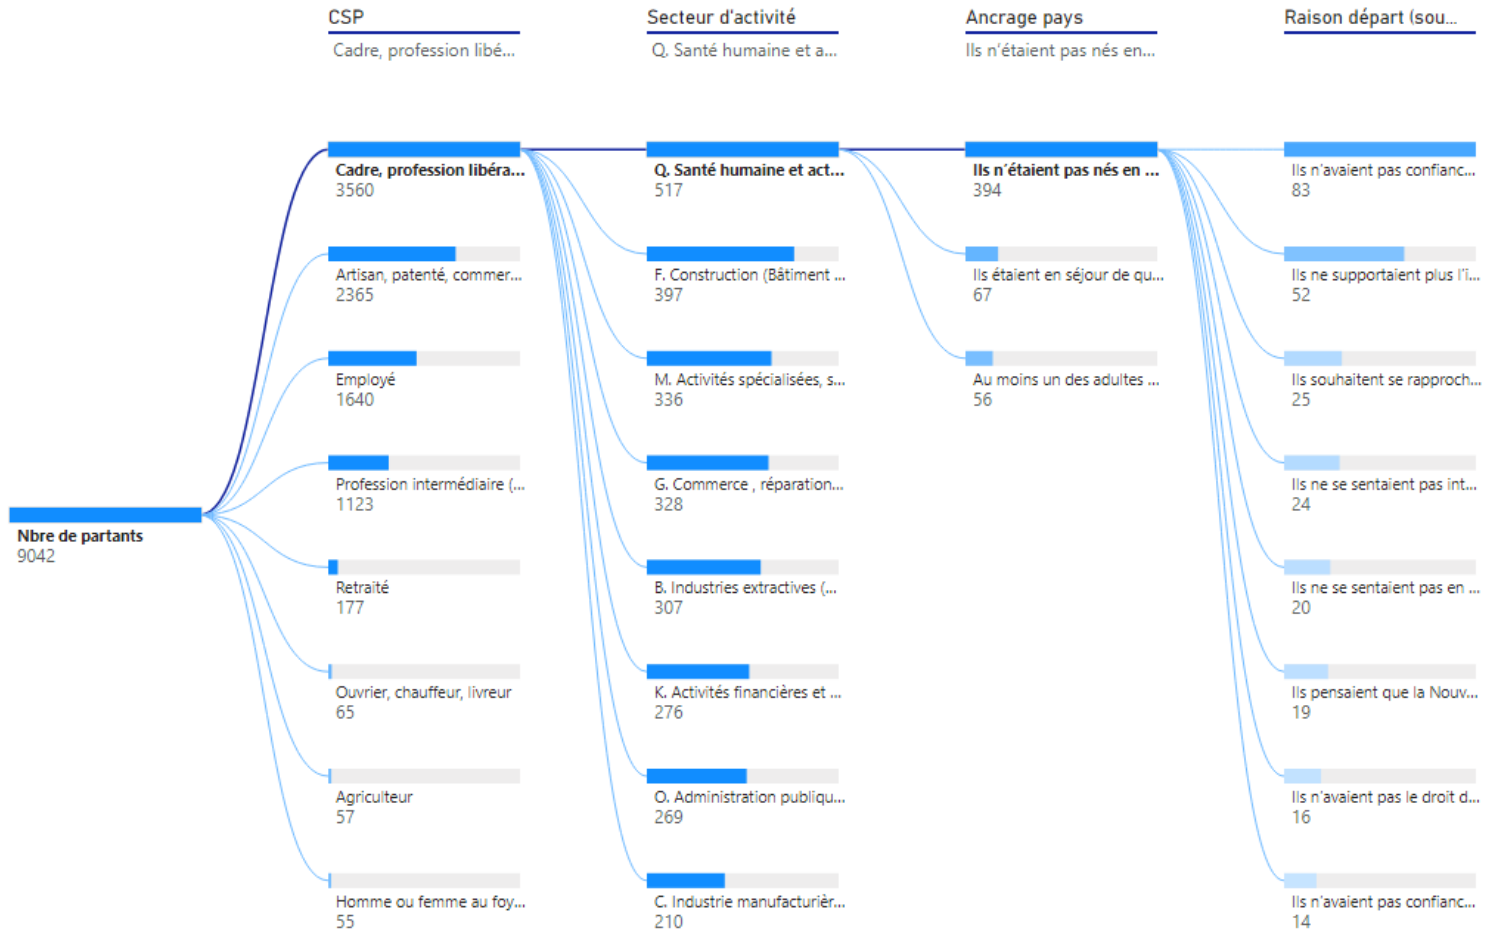 CSP
Cadre, profession libé...
Secteur d'activité
Q. Santé humaine et a...
Ancrage pays
Ils n'étaient pas nés en...
Raison départ (sou...
Nbre de partants
9042
Cadre, profession libéra...
3560
Artisan, patenté, commer...
2365
Employé
1640
Profession intermédiaire (...
1123
Retraité
177
Ouvrier, chauffeur, livreur
65
Agriculteur
57
Homme ou femme au foy...
55
Q. Santé humaine et act...
517
F. Construction (Bâtiment ...
397
M. Activités spécialisées, s...
336
G. Commerce , réparation...
328
B. Industries extractives (...
307
K. Activités financières et ...
276
O. Administration publiqu...
269
C. Industrie manufacturièr...
210
Ils n'étaient pas nés en ...
394
Ils étaient en séjour de qu...
67
Au moins un des adultes ...
56
Ils n'avaient pas confianc...
83
Ils ne supportaient plus l'i...
52
Ils souhaitent se rapproch...
25
Ils ne se sentaient pas int...
24
Ils ne se sentaient pas en ...
20
Ils pensaient que la Nouv...
19
Ils n'avaient pas le droit d...
16
Ils n'avaient pas confianc...
14